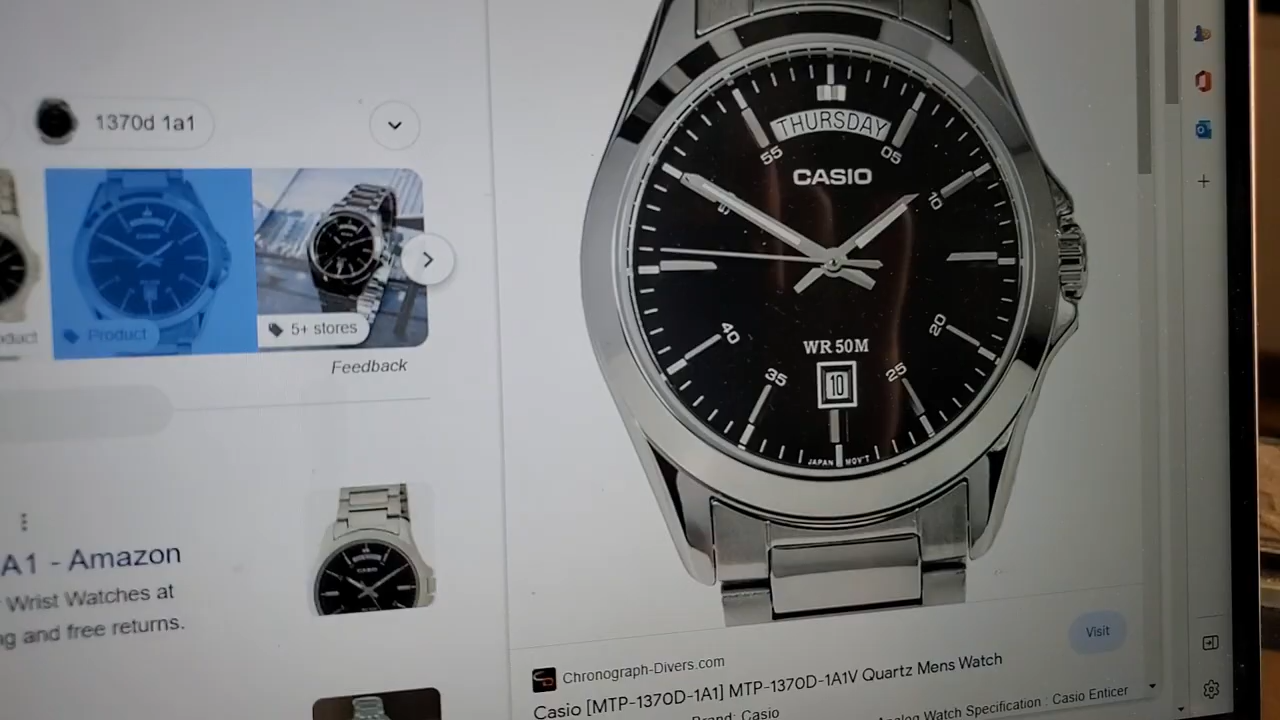 1370d 1a1
Product
5+ stores
Feedback
A1 - Amazon
Wrist Watches at
and free returns.
THURSDAY
55
05
CASIO
10
40
20
WR 50M
35
25
10
JAPAN MOV'T
Visit
Chronograph-Divers.com
Casio [MTP-1370D-1A1] MTP-1370D-1A1V Quartz Mens Watch
Brand: Casio
Watch Specification : Casio Enticer